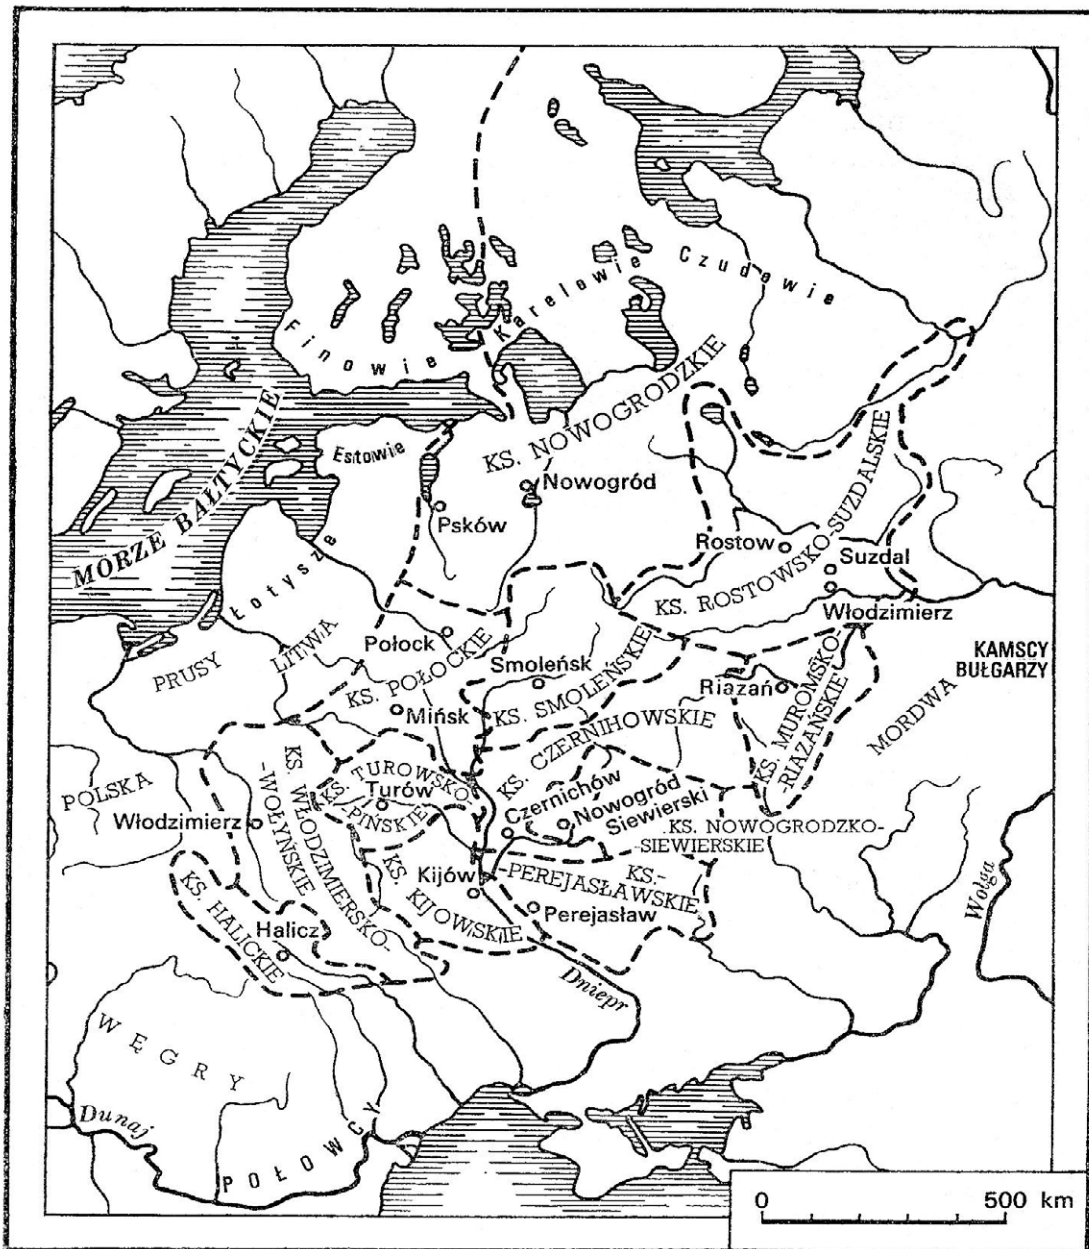 Czudowie
Karelowie
Finowie
KS. NOWOGRODZKIE
Estowie
MORZE BAŁTYCKIE
Nowogród
Psków
KS. ROSTOWSKO-SUZDALSKIE
Rostow
Suzdal
Włodzimierz
Łotysze
LITWA
PRUSY
Połock
KS. POŁOCKIE
Smoleńsk
KS. SMOLEŃSKIE
Mińsk
Riazań
KS. MUROMSKO-
-RIAZAŃSKIE
KAMSCY
BUŁGARZY
MORDWA
KS. CZERNIHOWSKIE
POLSKA
KS. WŁODZIMIERSKO-
-WOŁYŃSKIE
KS. TUROWSKO-
-PIŃSKIE
Turów
Włodzimierz
Czernichów
Nowogród
Siewierski
KS. NOWOGRODZKO-
-SIEWIERSKIE
KS.-
-PEREJASŁAWSKIE
Kijów
KS. KIJOWSKIE
Perejasław
KS. HALICKIE
Halicz
Wołga
Dniepr
WĘGRY
Dunaj
POŁOWCY
0 500 km